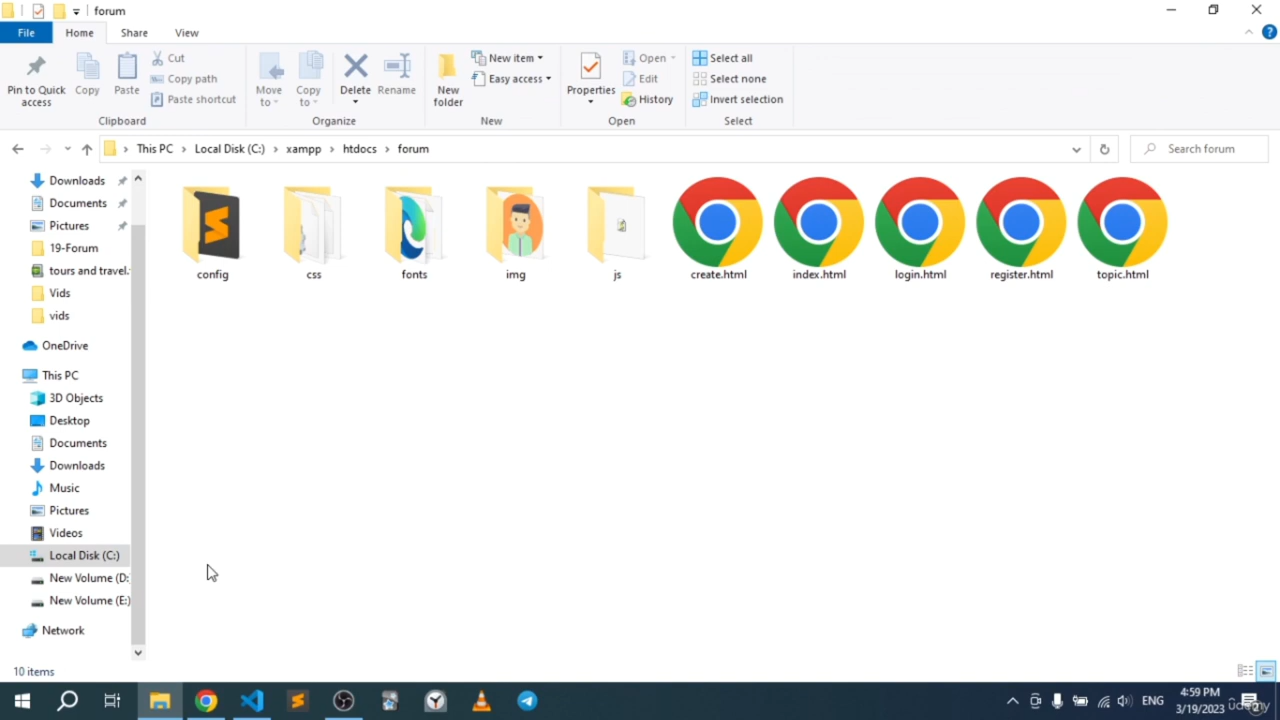 forum
File Home Share View
Pin to Quick access
Copy
Paste
Cut
Copy path
Paste shortcut
Clipboard
Move to
Copy to
Delete
Rename
Organize
New folder
New item
Easy access
New
Properties
Open
Edit
History
Open
Select all
Select none
Invert selection
Select
This PC > Local Disk (C:) > xampp > htdocs > forum
Search forum
Downloads
Documents
Pictures
19-Forum
tours and travel.
Vids
vids
OneDrive
This PC
3D Objects
Desktop
Documents
Downloads
Music
Pictures
Videos
Local Disk (C:)
New Volume (D:
New Volume (E:)
Network
config css fonts img js create.html index.html login.html register.html topic.html
10 items
ENG
4:59 PM
3/19/2023
ûdemy